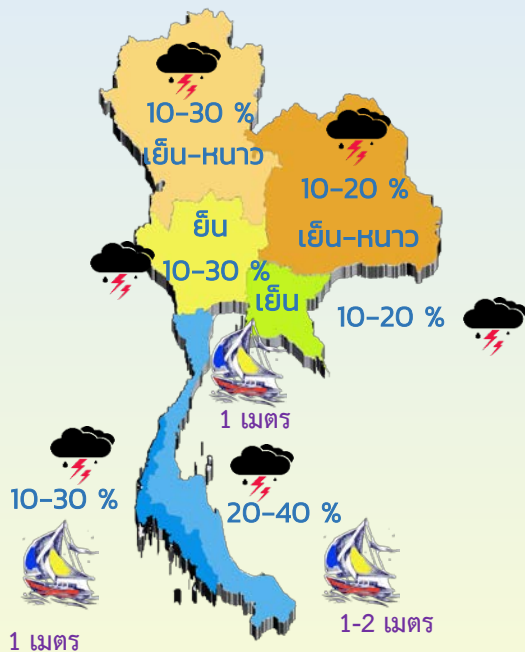 10-30 %
เย็น-หนาว
10-20 %
เย็น-หนาว
ย็น
10-30 %
เย็น
10-20 %
1 เมตร
10-30 %
20-40 %
1 เมตร
1-2 เมตร